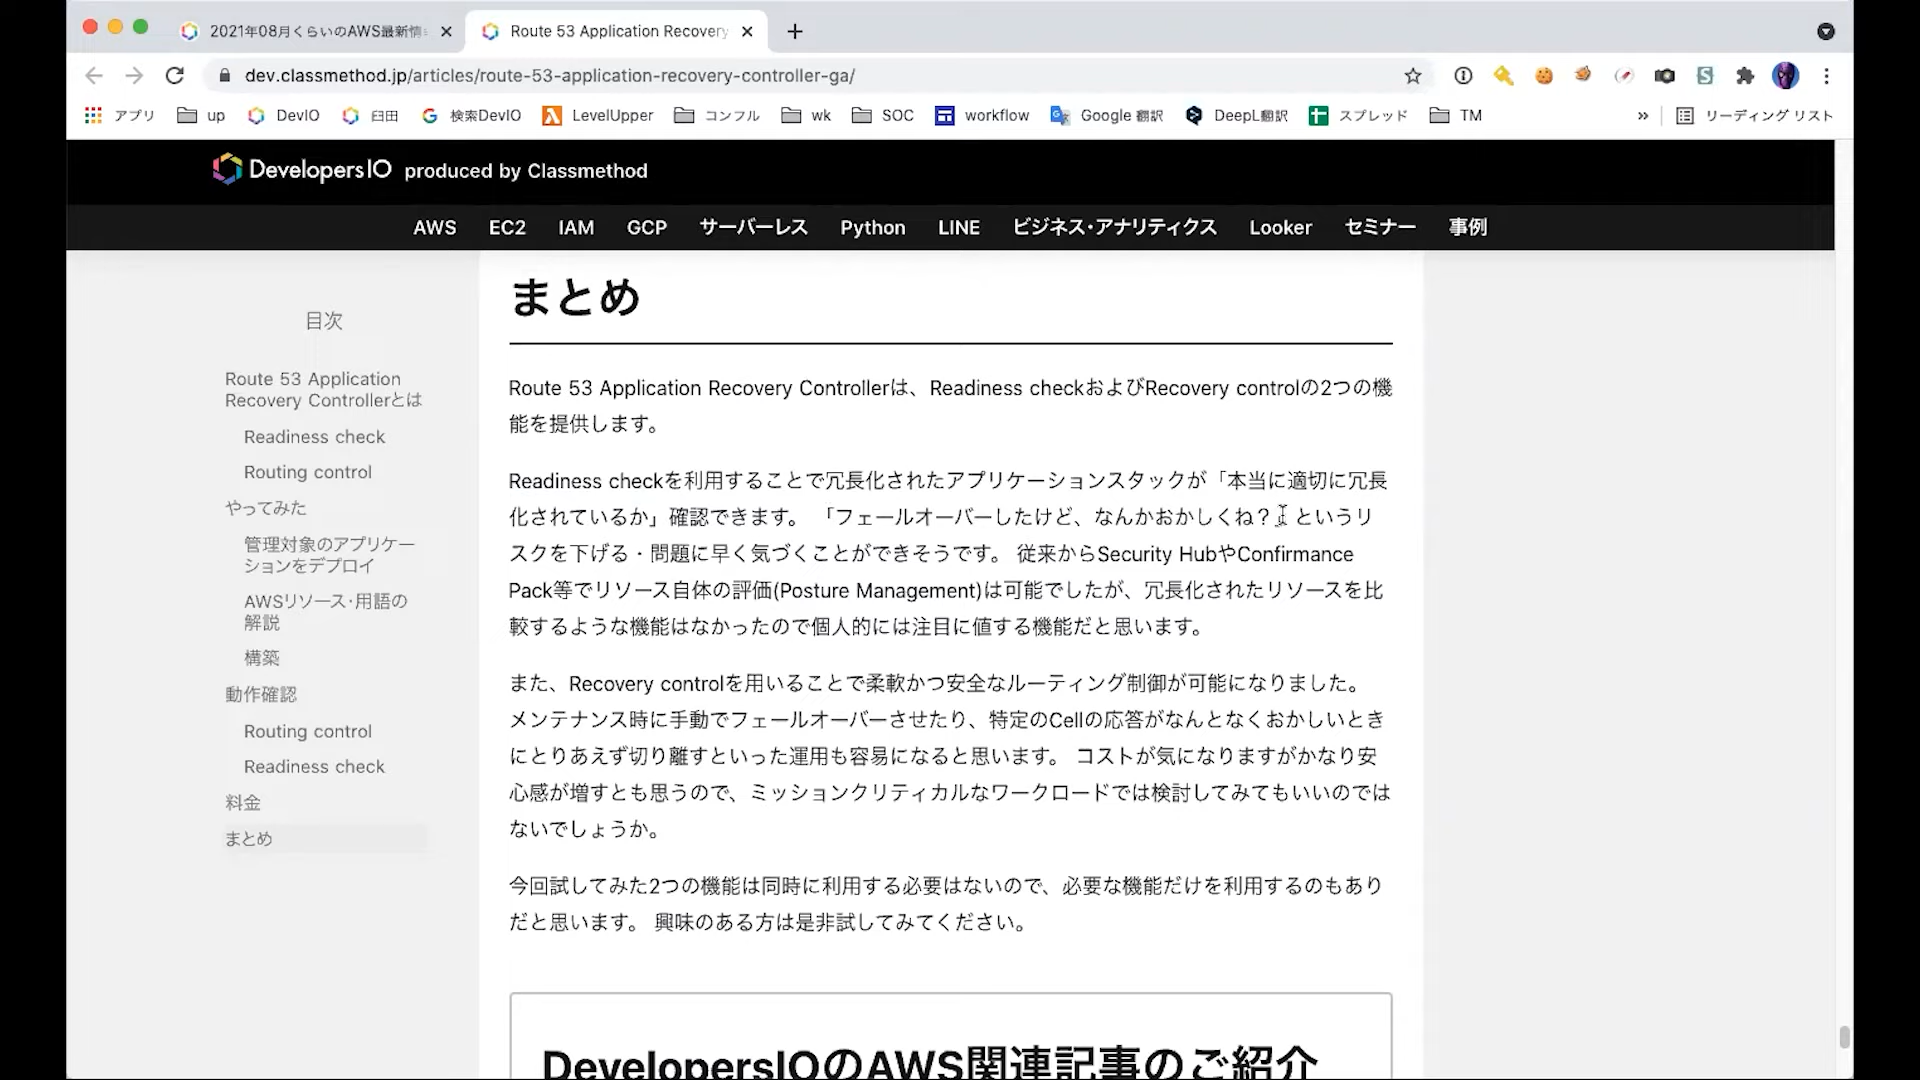 2021年08月くらいのAWS最新情
Route 53 Application Recovery
dev.classmethod.jp/articles/route-53-application-recovery-controller-ga/
アプリ up DevIO 臼田 検索DevIO LevelUpper コンフル wk SOC workflow Google 翻訳 DeepL翻訳 スプレッド TM » リーディング リスト
DevelopersIO produced by Classmethod
AWS EC2 IAM GCP サーバーレス Python LINE ビジネス・アナリティクス Looker セミナー 事例
目次
Route 53 Application
Recovery Controllerとは
Readiness check
Routing control
やってみた
管理対象のアプリケー
ションをデプロイ
AWSリソース・用語の
解説
構築
動作確認
Routing control
Readiness check
料金
まとめ
まとめ
Route 53 Application Recovery Controllerは、Readiness checkおよびRecovery controlの2つの機
能を提供します。
Readiness checkを利用することで冗長化されたアプリケーションスタックが「本当に適切に冗長
化されているか」確認できます。 「フェールオーバーしたけど、なんかおかしくね？」というリ
スクを下げる・問題に早く気づくことができそうです。 従来からSecurity HubやConfirmance
Pack等でリソース自体の評価(Posture Management)は可能でしたが、冗長化されたリソースを比
較するような機能はなかったので個人的には注目に値する機能だと思います。
また、Recovery controlを用いることで柔軟かつ安全なルーティング制御が可能になりました。
メンテナンス時に手動でフェールオーバーさせたり、特定のCellの応答がなんとなくおかしいとき
にとりあえず切り離すといった運用も容易になると思います。 コストが気になりますがかなり安
心感が増すとも思うので、ミッションクリティカルなワークロードでは検討してみてもいいのでは
ないでしょうか。
今回試してみた2つの機能は同時に利用する必要はないので、必要な機能だけを利用するのもあり
だと思います。 興味のある方は是非試してみてください。
DevelopersIOのAWS関連記事のご紹介